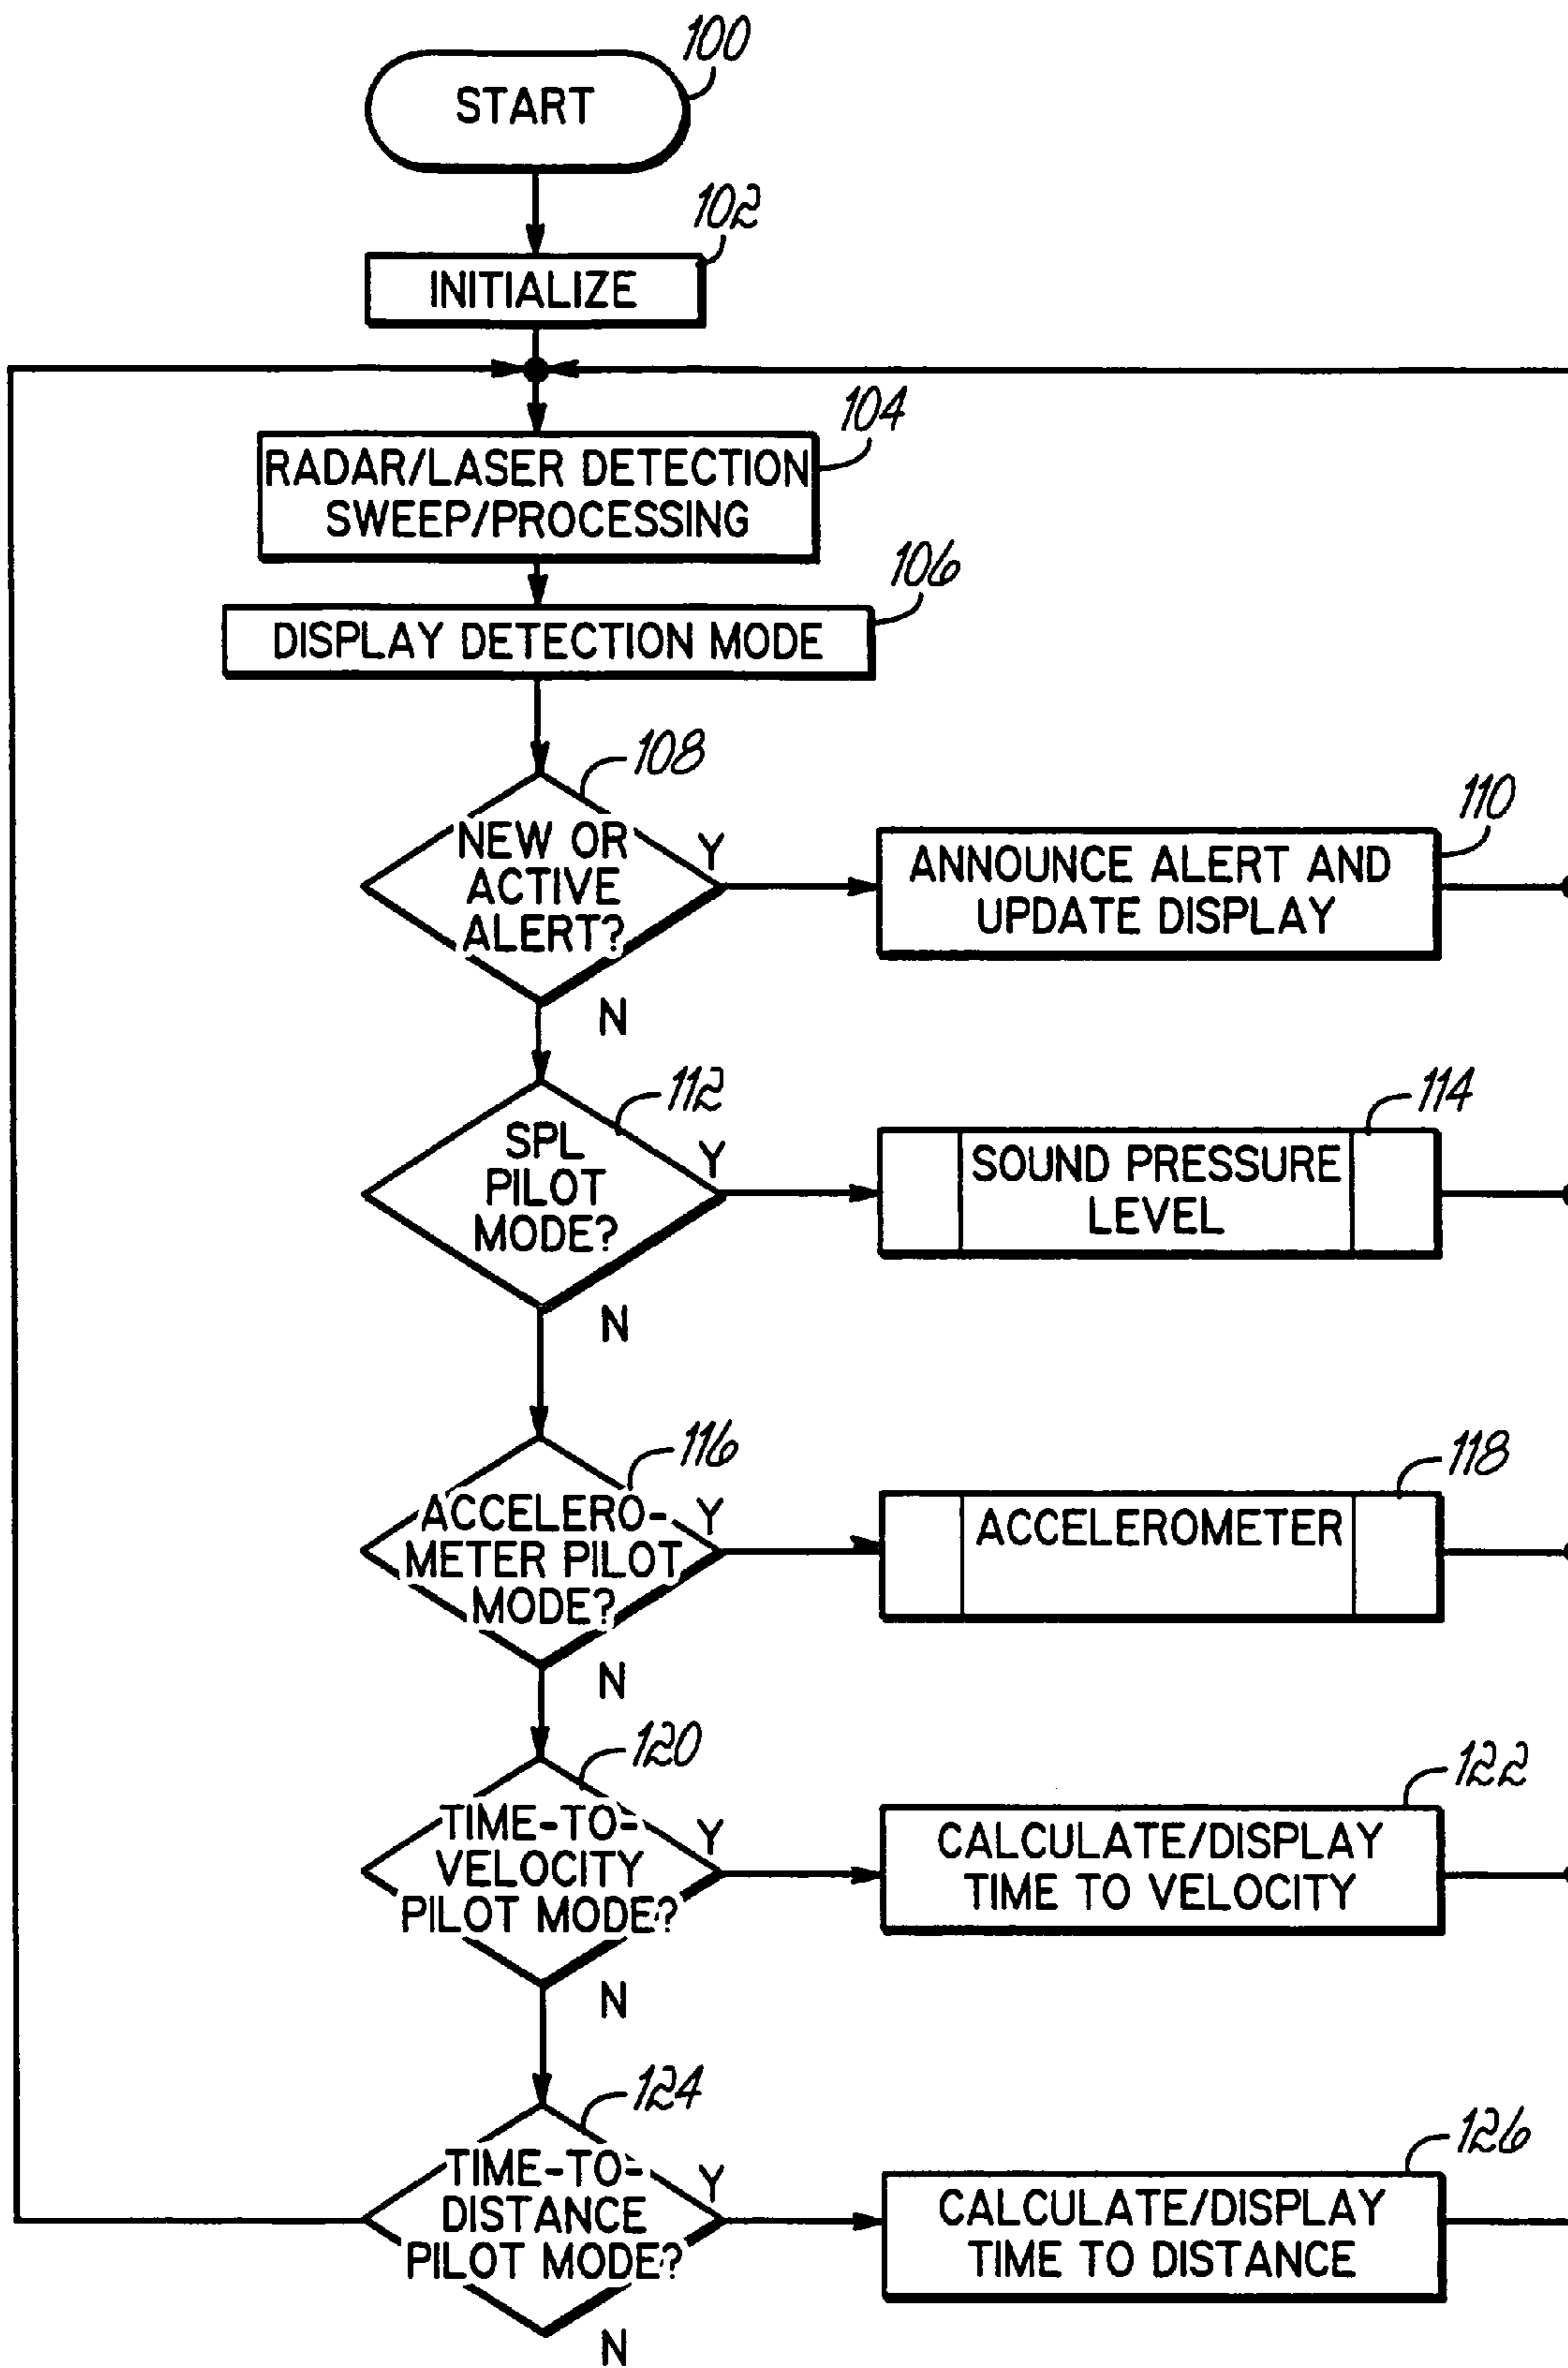 100
START
102
INITIALIZE
104
RADAR/LASER DETECTION
SWEEP/PROCESSING
106
DISPLAY DETECTION MODE
108
NEW OR
ACTIVE
ALERT?
Y
N
110
ANNOUNCE ALERT AND
UPDATE DISPLAY
112
SPL
PILOT
MODE?
Y
N
114
SOUND PRESSURE
LEVEL
116
ACCELERO-
METER PILOT
MODE?
Y
N
118
ACCELEROMETER
120
TIME-TO-
VELOCITY
PILOT MODE?
Y
N
122
CALCULATE/DISPLAY
TIME TO VELOCITY
124
TIME-TO-
DISTANCE
PILOT MODE?
Y
N
126
CALCULATE/DISPLAY
TIME TO DISTANCE